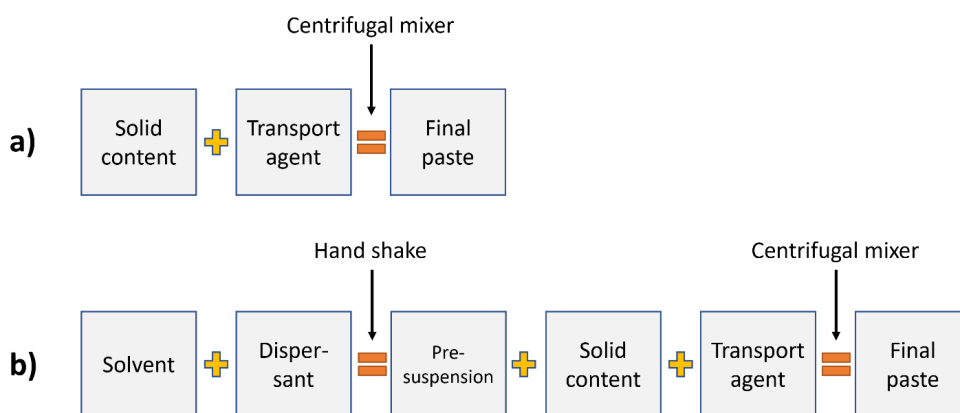 Centrifugal mixer
a)
Solid
content
Transport
agent
Final
paste
Hand shake
Centrifugal mixer
b)
Solvent
Disper-
sant
Pre-
suspension
Solid
content
Transport
agent
Final
paste